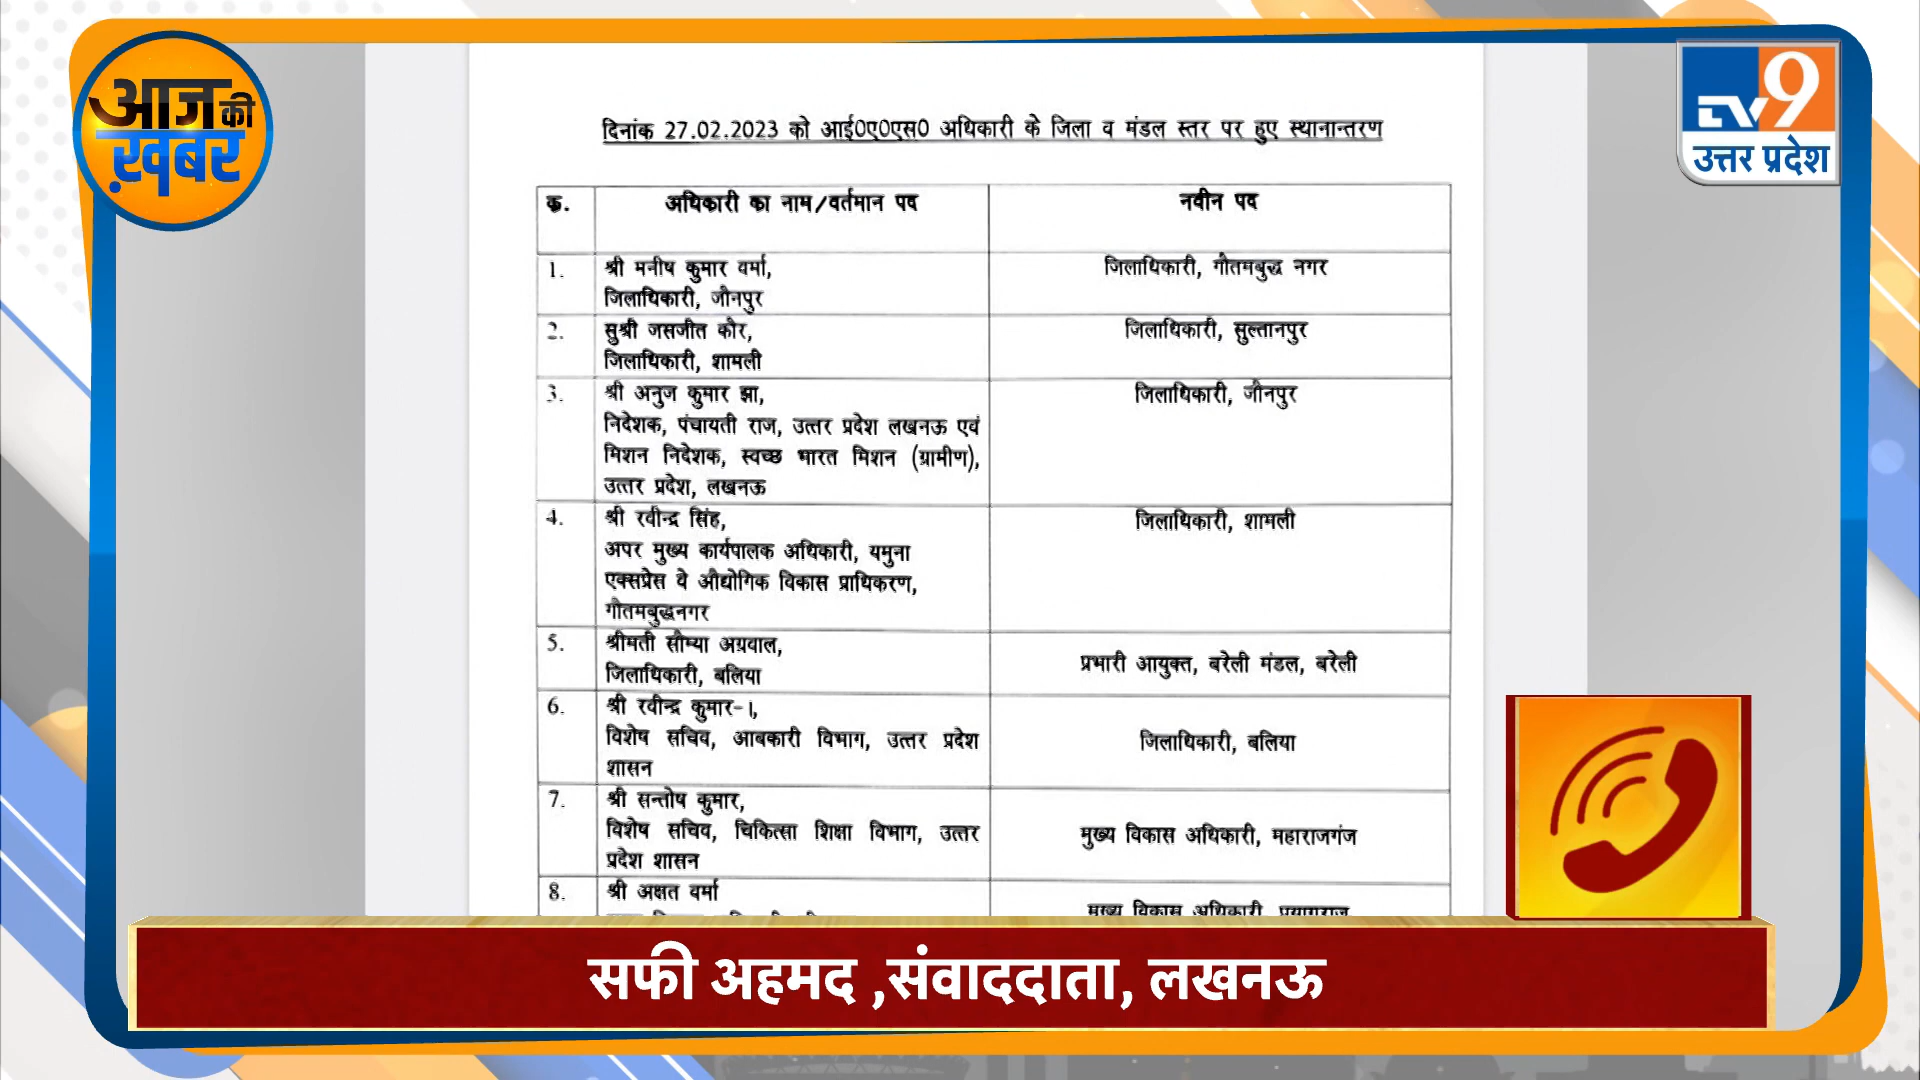 आज की
ख़बर
TV9
उत्तर प्रदेश
दिनांक 27.02.2023 को आई0ए0एस0 अधिकारी के जिला व मंडल स्तर पर हुए स्थानान्तरण
क्र. अधिकारी का नाम/वर्तमान पद नवीन पद
1. श्री मनीष कुमार वर्मा, जिलाधिकारी, गौतमबुद्ध नगर
जिलाधिकारी, जौनपुर
2. सुश्री जसजीत कौर, जिलाधिकारी, सुल्तानपुर
जिलाधिकारी, शामली
3. श्री अनुज कुमार झा, जिलाधिकारी, जौनपुर
निदेशक, पंचायती राज, उत्तर प्रदेश लखनऊ एवं
मिशन निदेशक, स्वच्छ भारत मिशन (ग्रामीण),
उत्तर प्रदेश, लखनऊ
4. श्री रवीन्द्र सिंह, जिलाधिकारी, शामली
अपर मुख्य कार्यपालक अधिकारी, यमुना
एक्सप्रेस वे औद्योगिक विकास प्राधिकरण,
गौतमबुद्धनगर
5. श्रीमती सौम्या अग्रवाल,
जिलाधिकारी, बलिया प्रभारी आयुक्त, बरेली मंडल, बरेली
6. श्री रवीन्द्र कुमार-I,
विशेष सचिव, आबकारी विभाग, उत्तर प्रदेश जिलाधिकारी, बलिया
शासन
7. श्री सन्तोष कुमार,
विशेष सचिव, चिकित्सा शिक्षा विभाग, उत्तर मुख्य विकास अधिकारी, महाराजगंज
प्रदेश शासन
8. श्री अक्षत वर्मा
मुख्य विकास अधिकारी, प्रयागराज
सफी अहमद ,संवाददाता, लखनऊ